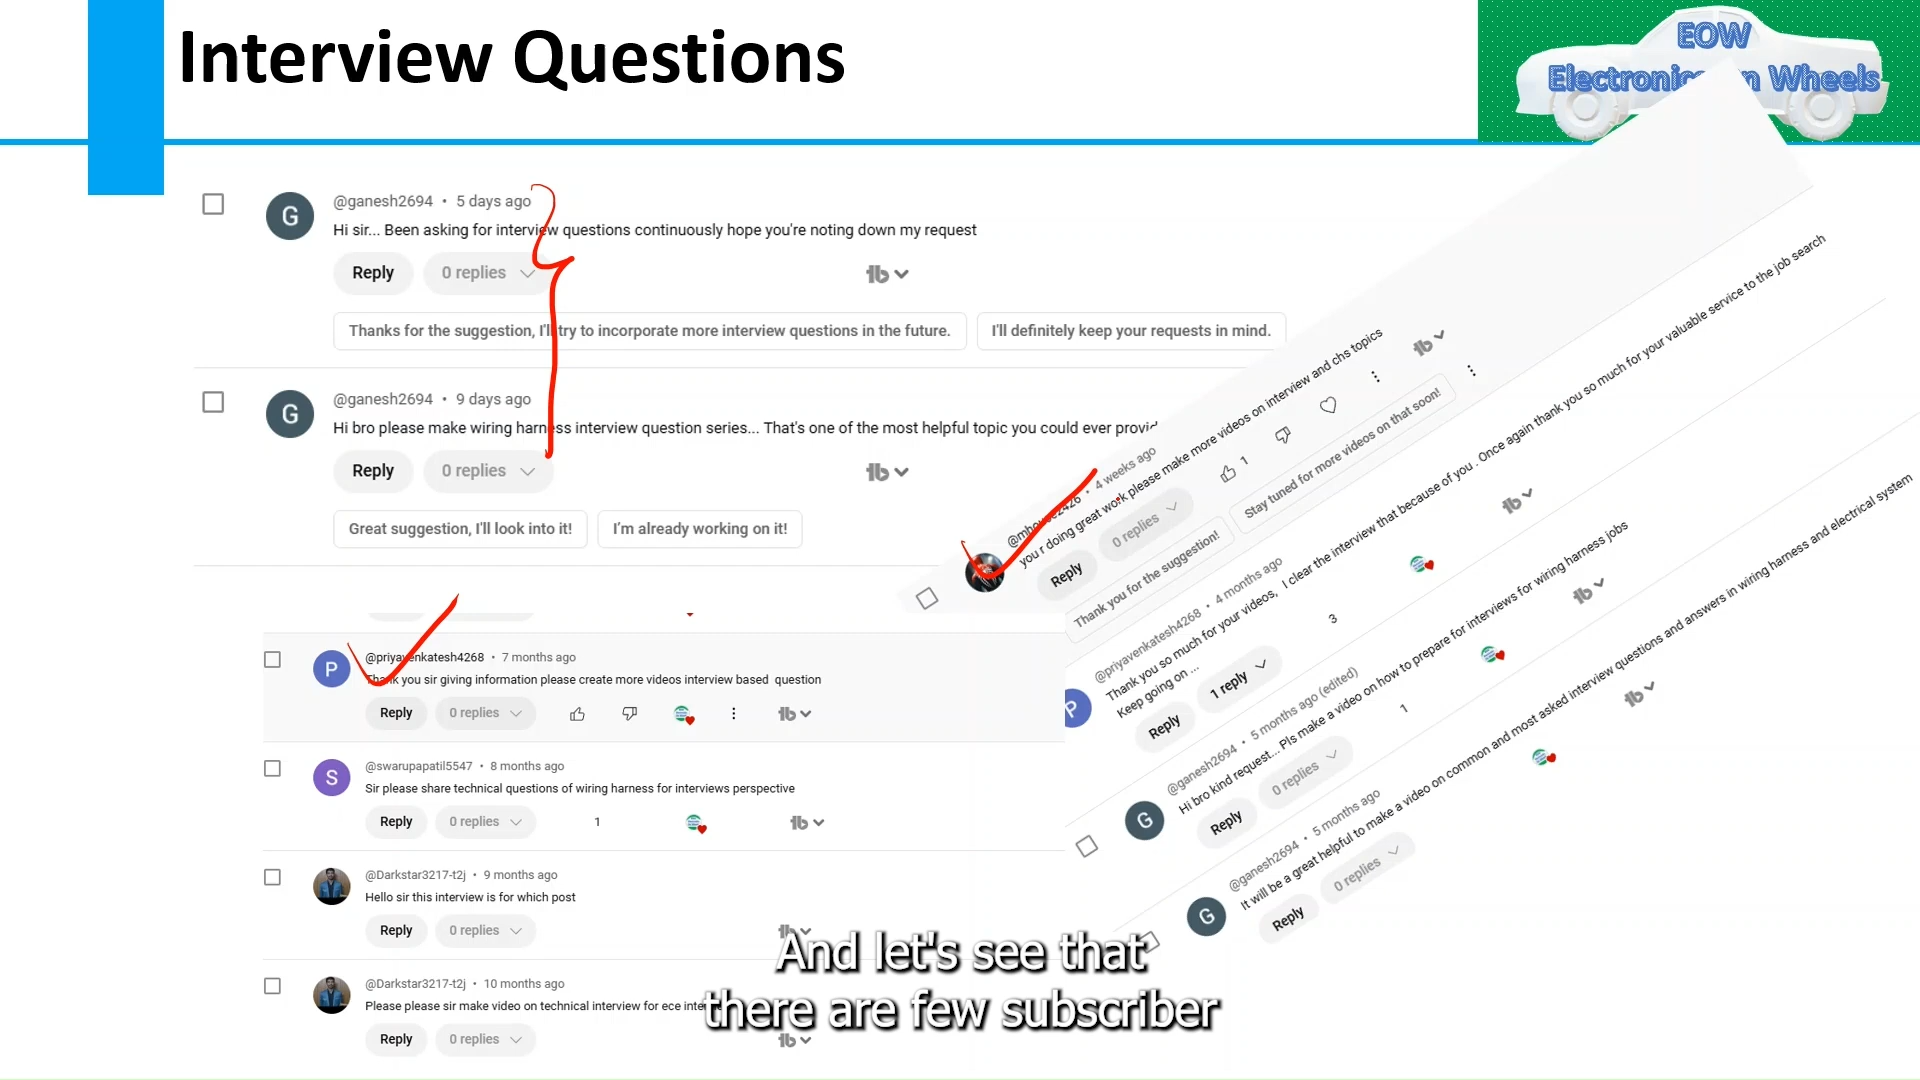 Interview Questions
EOW
Electronic n Wheels
G
@ganesh2694 • 5 days ago
Hi sir... Been asking for interview questions continuously hope you're noting down my request
Reply 0 replies
Thanks for the suggestion, I'll try to incorporate more interview questions in the future. I'll definitely keep your requests in mind.
G
@ganesh2694 • 9 days ago
Hi bro please make wiring harness interview question series... That's one of the most helpful topic you could ever provid
Reply 0 replies
Great suggestion, I'll look into it! I'm already working on it!
P
@priyavenkatesh4268 • 7 months ago
Thank you sir giving information please create more videos interview based question
Reply 0 replies
S
@swarupapatil5547 • 8 months ago
Sir please share technical questions of wiring harness for interviews perspective
Reply 0 replies 1
@Darkstar3217-t2j • 9 months ago
Hello sir this interview is for which post
Reply 0 replies
@Darkstar3217-t2j • 10 months ago
Please please sir make video on technical interview for ece inte
Reply 0 replies
• 4 weeks ago
you r doing great work please make more videos on interview and chs topics
Reply 0 replies 1
Thank you for the suggestion! Stay tuned for more videos on that soon!
P
@priyavenkatesh4268 • 4 months ago
Thank you so much for your videos, I clear the interview that because of you . Once again thank you so much for your valuable service to the job search
Keep going on ...
Reply 1 reply 3
G
@ganesh2694 • 5 months ago (edited)
Hi bro kind request... Pls make a video on how to prepare for interviews for wiring harness jobs
Reply 0 replies 1
G
@ganesh2694 • 5 months ago
It will be a great helpful to make a video on common and most asked interview questions and answers in wiring harness and electrical system
Reply 0 replies
And let's see that
there are few subscriber